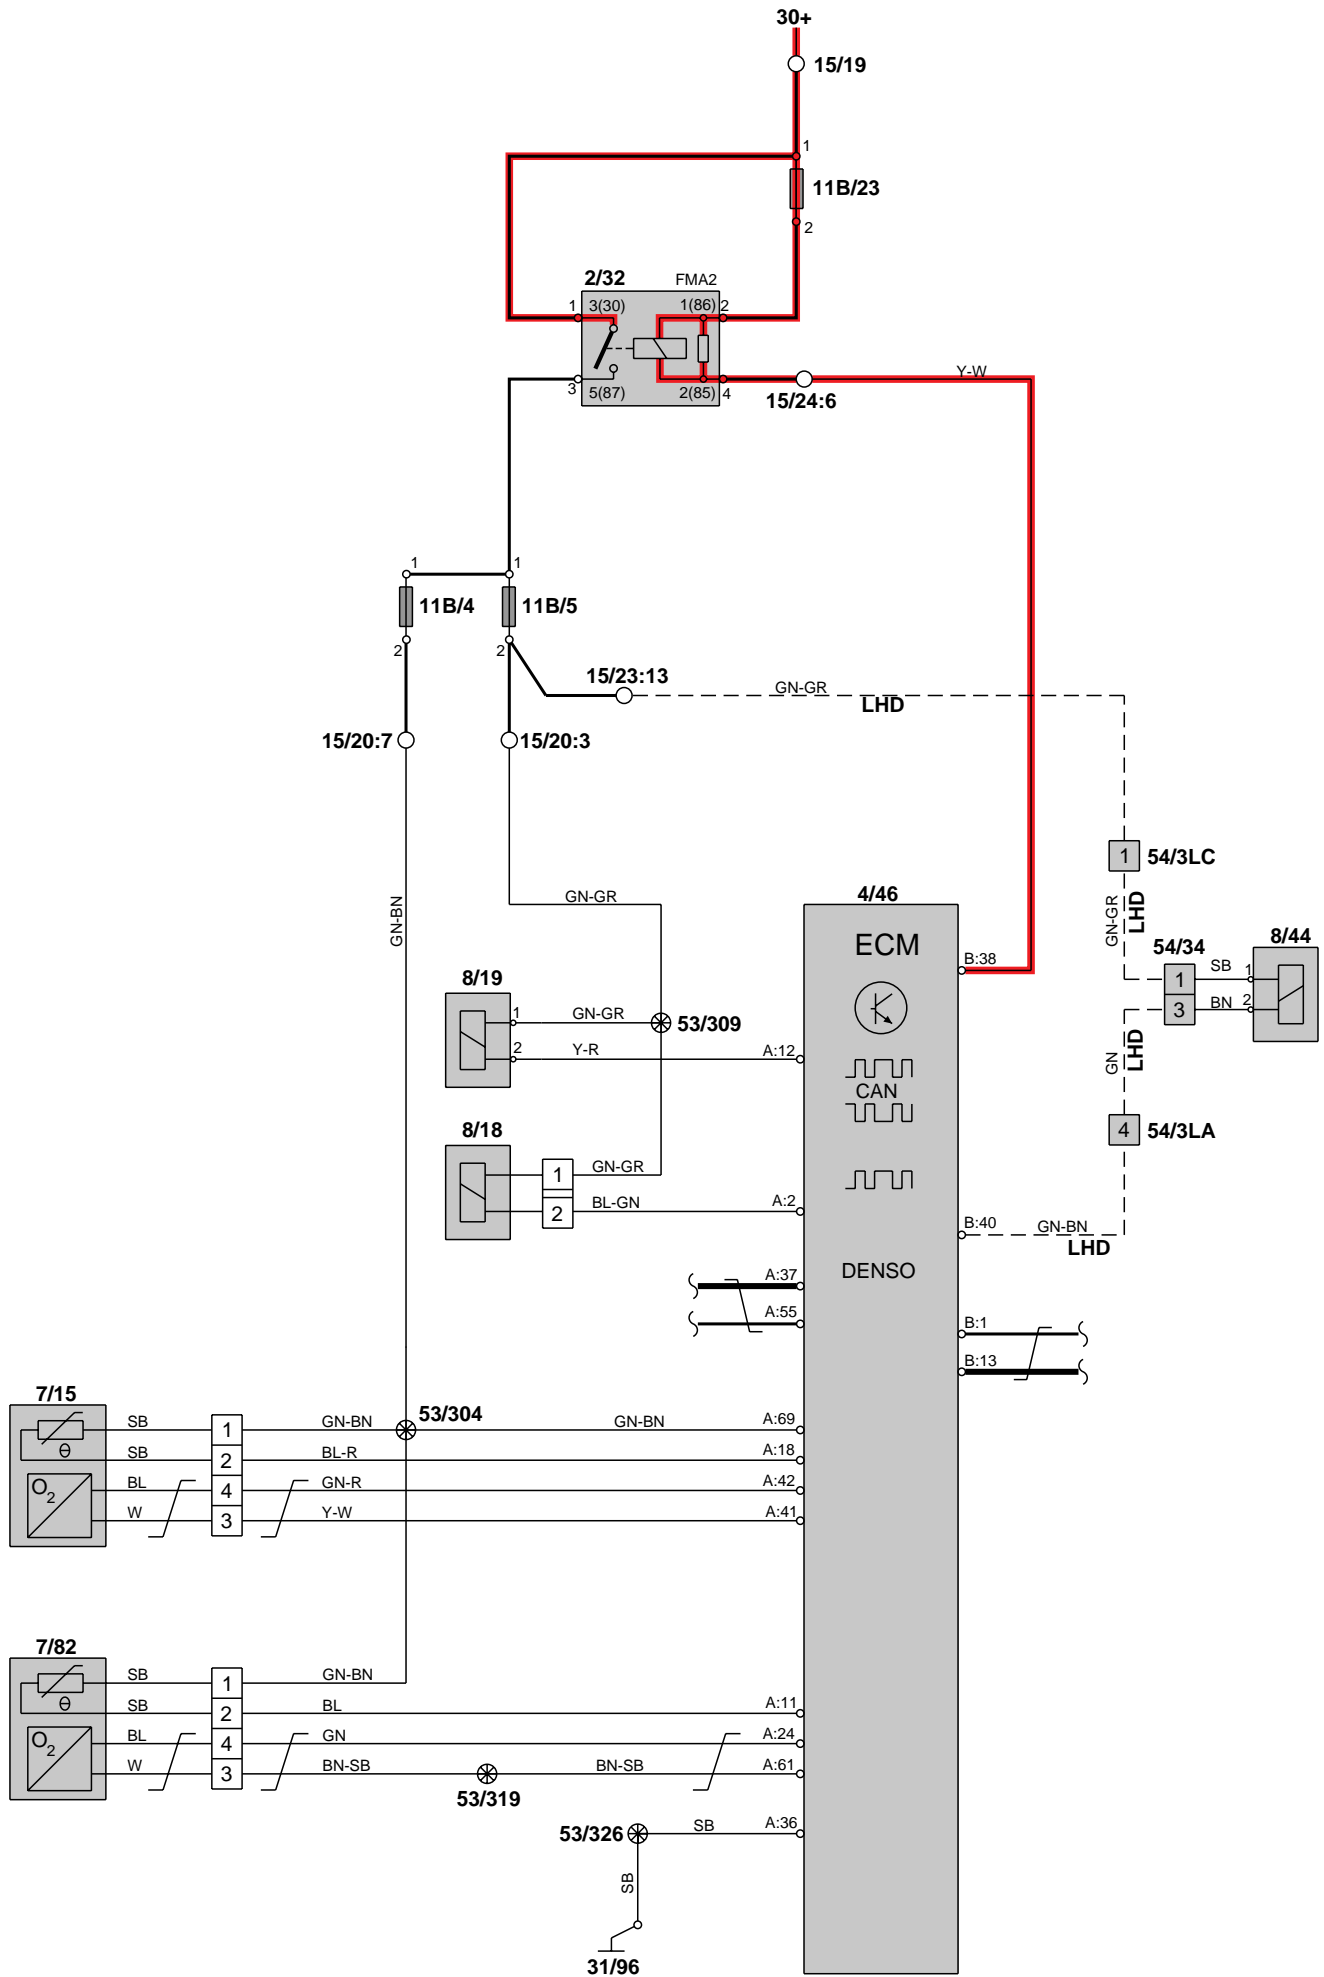 30+
15/19
1
11B/23
2
2/32
FMA2
1
3(30)
1(86)
2
3
5(87)
2(85)
4
15/24:6
Y-W
1
1
11B/4
11B/5
2
2
15/23:13
GN-GR
LHD
15/20:7
15/20:3
1
54/3LC
GN-BN
GN-GR
4/46
ECM
GN-GR
LHD
B:38
54/34
8/44
1
SB
1
3
BN
2
8/19
1
GN-GR
53/309
2
Y-R
A:12
CAN
GN
LHD
4
54/3LA
8/18
1
GN-GR
2
BL-GN
A:2
B:40
GN-BN
LHD
DENSO
A:37
A:55
B:1
B:13
7/15
SB
1
GN-BN
53/304
GN-BN
A:69
θ
SB
2
BL-R
A:18
O2
BL
4
GN-R
A:42
W
3
Y-W
A:41
7/82
SB
1
GN-BN
θ
SB
2
BL
A:11
O2
BL
4
GN
A:24
W
3
BN-SB
BN-SB
A:61
53/319
53/326
SB
A:36
SB
31/96